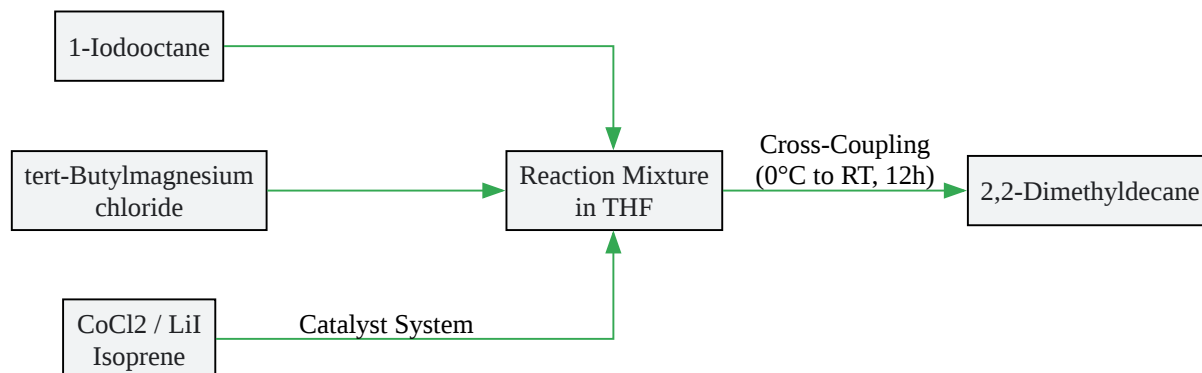 1-Iodooctane
tert-Butylmagnesium
chloride
Reaction Mixture
in THF
Cross-Coupling
(0°C to RT, 12h)
2,2-Dimethyldecane
CoCl2 / LiI
Isoprene
Catalyst System